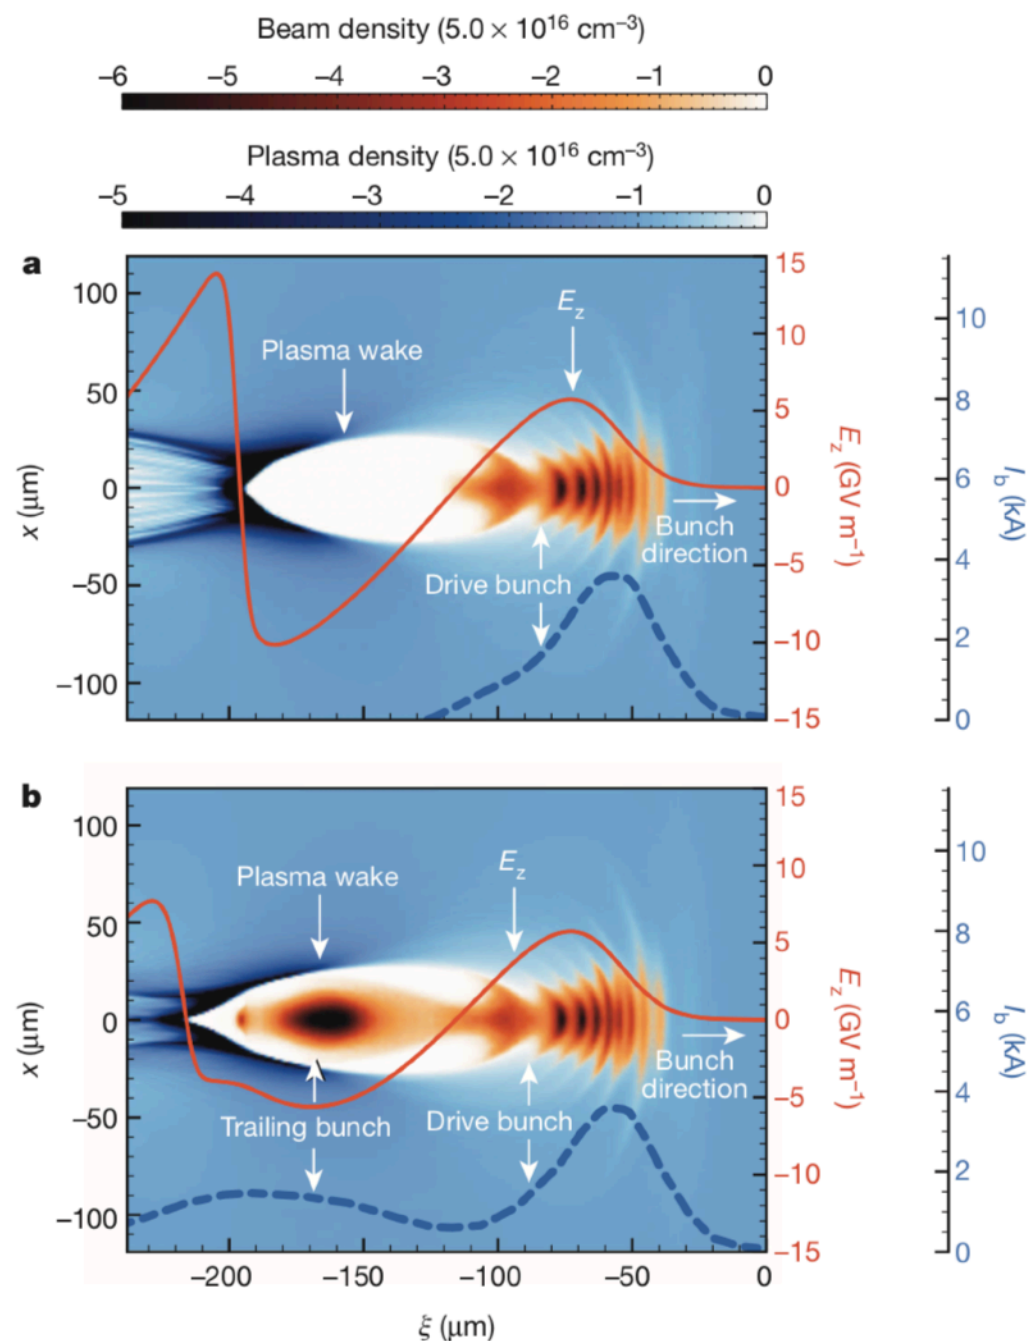 Beam density (5.0 × 10¹⁶ cm⁻³)
−6 −5 −4 −3 −2 −1 0
Plasma density (5.0 × 10¹⁶ cm⁻³)
−5 −4 −3 −2 −1 0
a
100
50
0
−50
−100
x (μm)
Plasma wake
E_z
Drive bunch
Bunch
direction
15
10
5
0
−5
−10
−15
E_z (GV m⁻¹)
10
8
6
4
2
0
I_b (kA)
b
100
50
0
−50
−100
x (μm)
Plasma wake
E_z
Trailing bunch
Drive bunch
Bunch
direction
15
10
5
0
−5
−10
−15
E_z (GV m⁻¹)
10
8
6
4
2
0
I_b (kA)
−200 −150 −100 −50 0
ξ (μm)